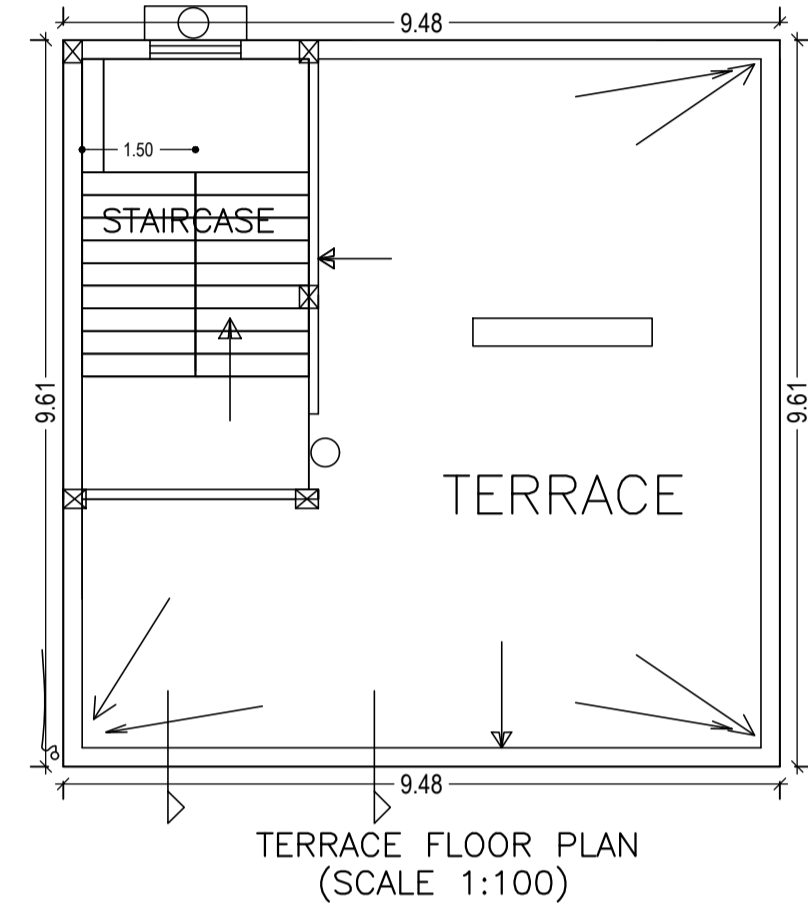 9.48
1.50
STAIRCASE
9.61
9.61
TERRACE
9.48
TERRACE FLOOR PLAN
(SCALE 1:100)